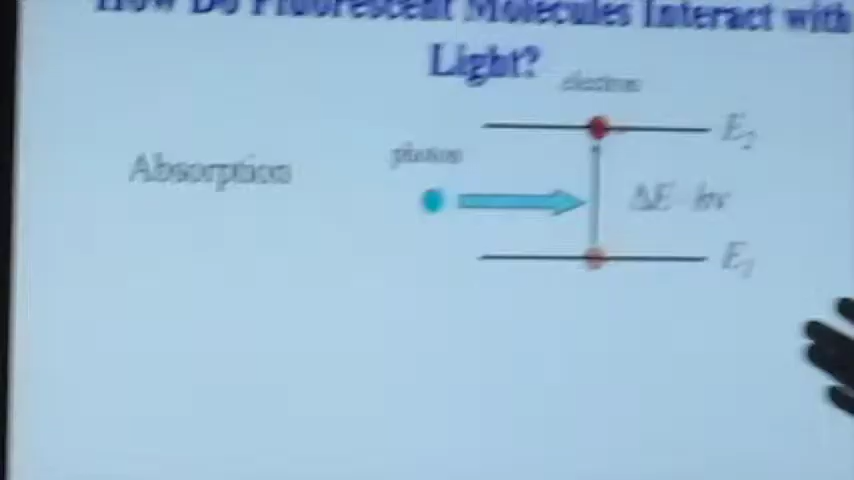 How Do Fluorescent Molecules Interact with
Light?
electron
E₂
photon
Absorption
ΔE hν
E₁